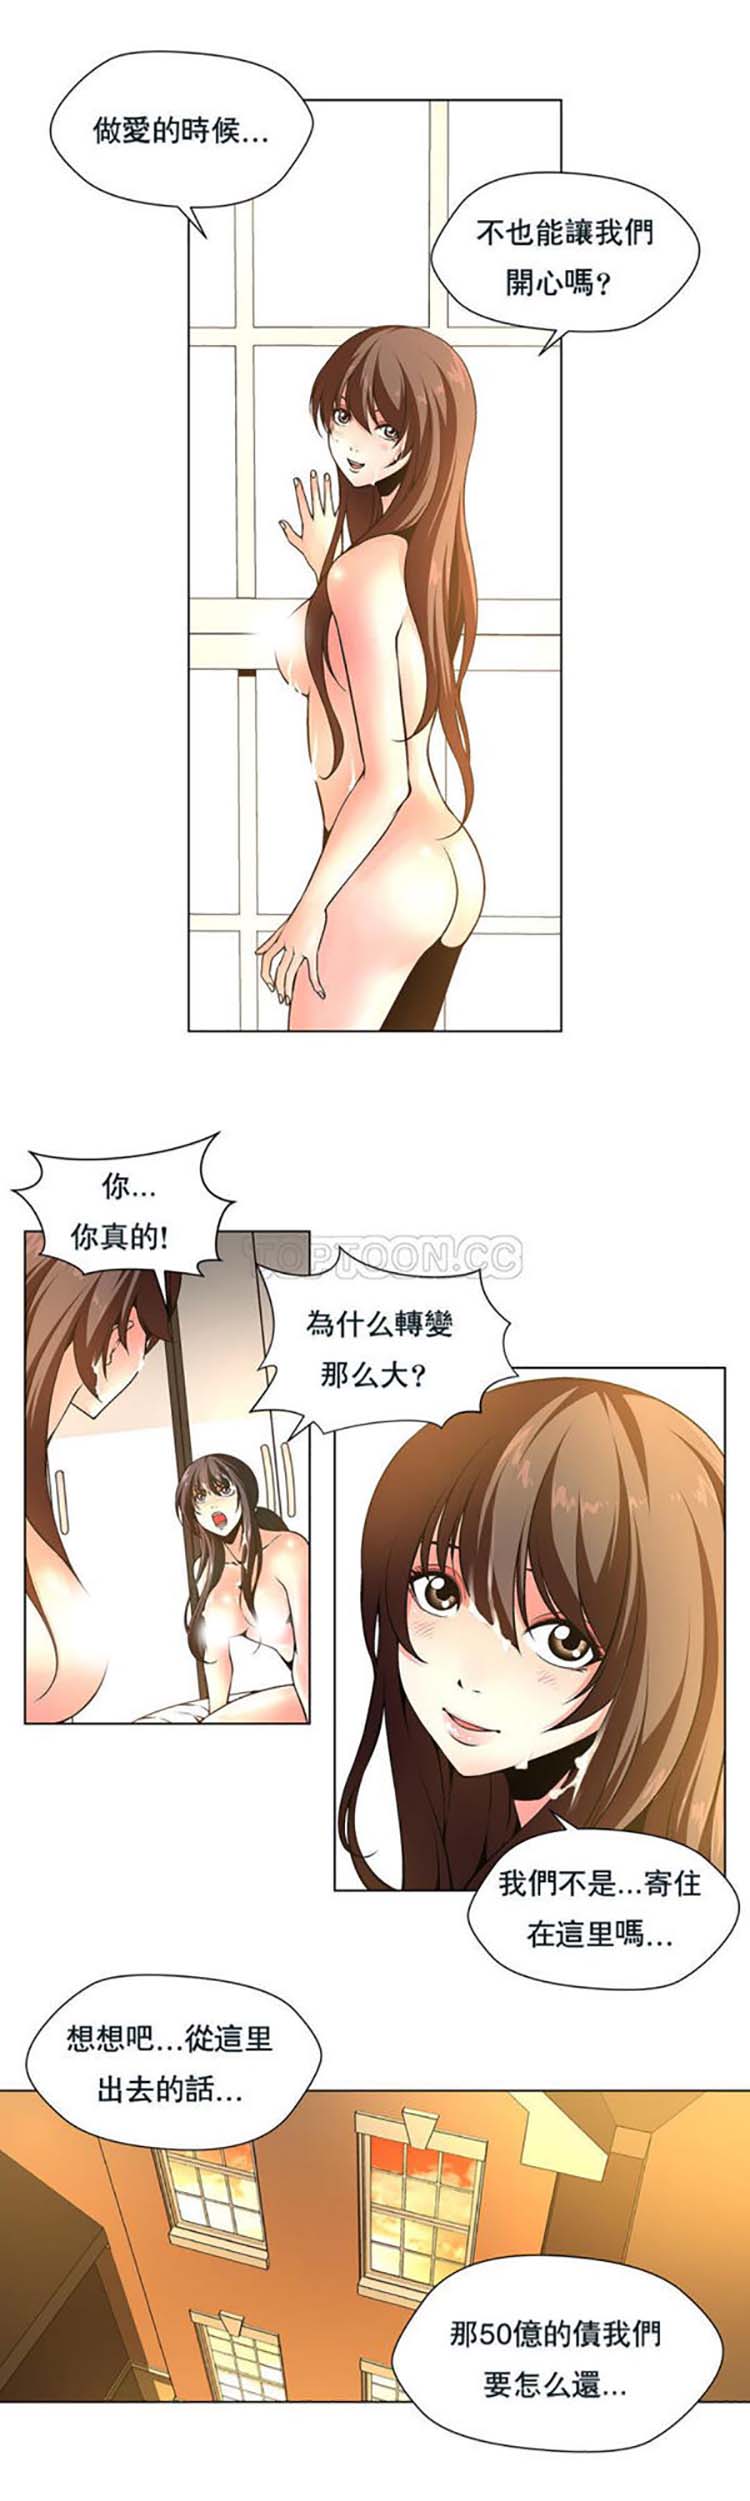 做愛的時候...
不也能讓我們
開心嗎?
你...
你真的!
TOPTOON.CC
為什么轉變
那么大?
我們不是...寄住
在這里嗎...
想想吧...從這里
出去的話...
那50億的債我們
要怎么還...